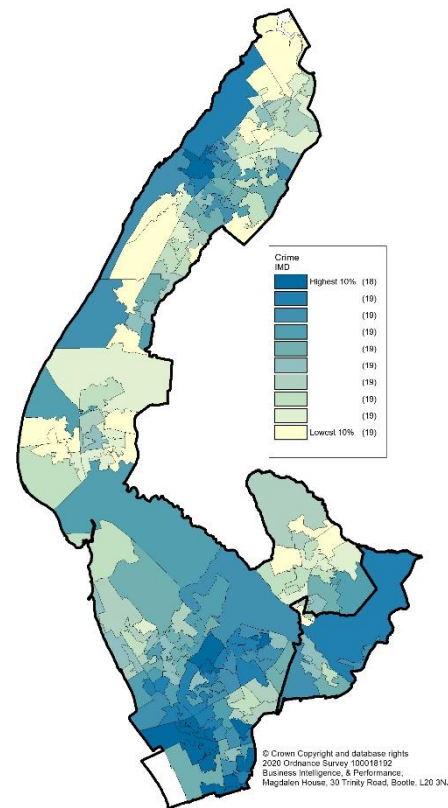 Crime
IMD
Highest 10% (18)
(19)
(19)
(19)
(19)
(19)
(19)
(19)
(19)
Lowest 10% (19)
© Crown Copyright and database rights
2020 Ordnance Survey 100018192
Business Intelligence, & Performance,
Magdalen House, 30 Trinity Road, Bootle, L20 3NJ